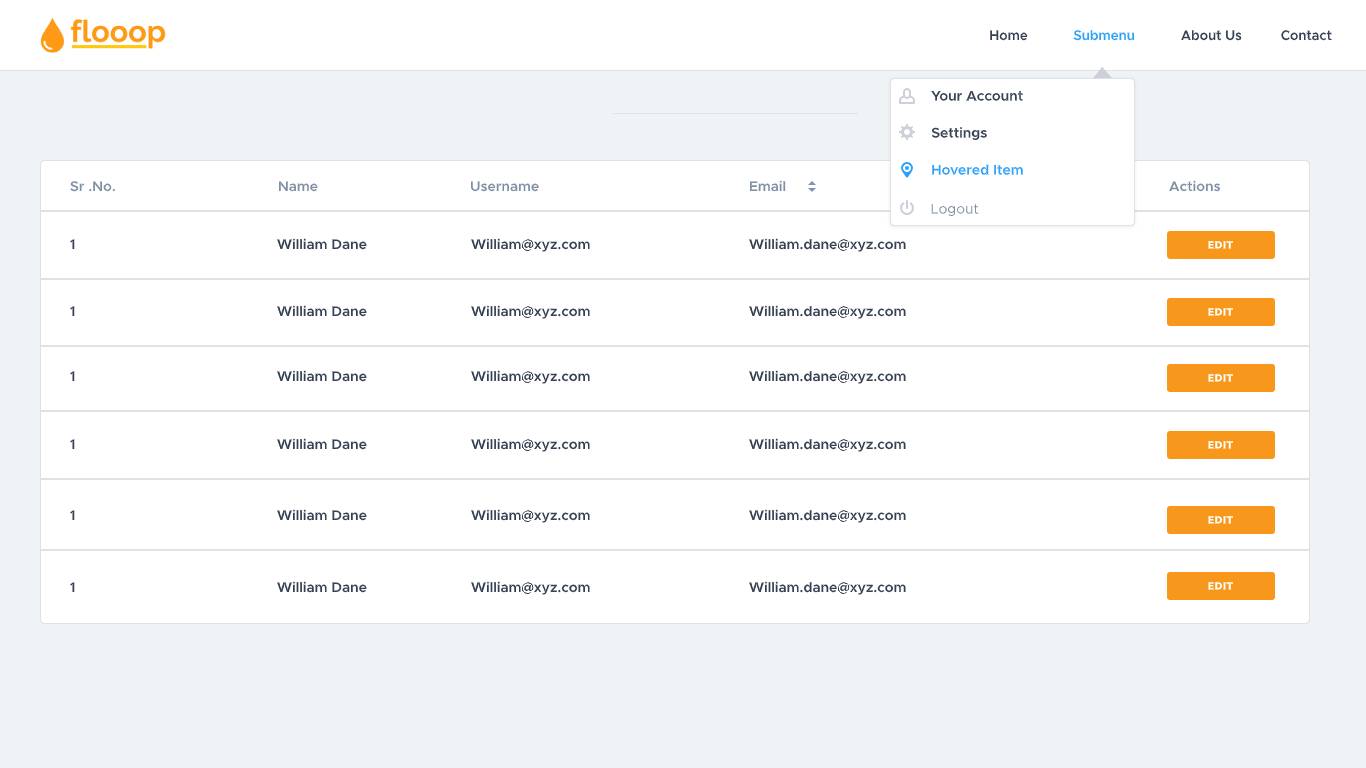 flooop
Home Submenu About Us Contact
Your Account
Settings
Hovered Item
Logout
Sr .No. Name Username Email Actions
1 William Dane William@xyz.com William.dane@xyz.com EDIT
1 William Dane William@xyz.com William.dane@xyz.com EDIT
1 William Dane William@xyz.com William.dane@xyz.com EDIT
1 William Dane William@xyz.com William.dane@xyz.com EDIT
1 William Dane William@xyz.com William.dane@xyz.com EDIT
1 William Dane William@xyz.com William.dane@xyz.com EDIT